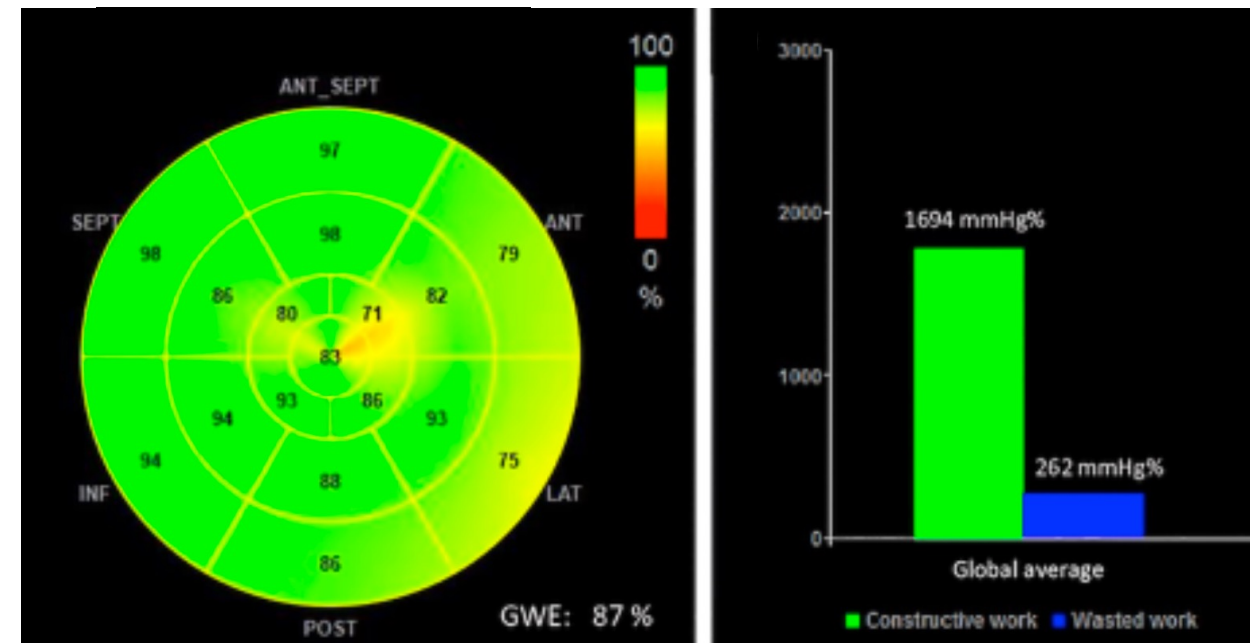 100
ANT_SEPT
97
SEPT
ANT
98
98
79
0
%
86
82
80
71
83
93
86
94
93
94
75
88
INF
LAT
86
GWE: 87 %
POST
3000
2000
1694 mmHg%
1000
262 mmHg%
0
Global average
Constructive work Wasted work